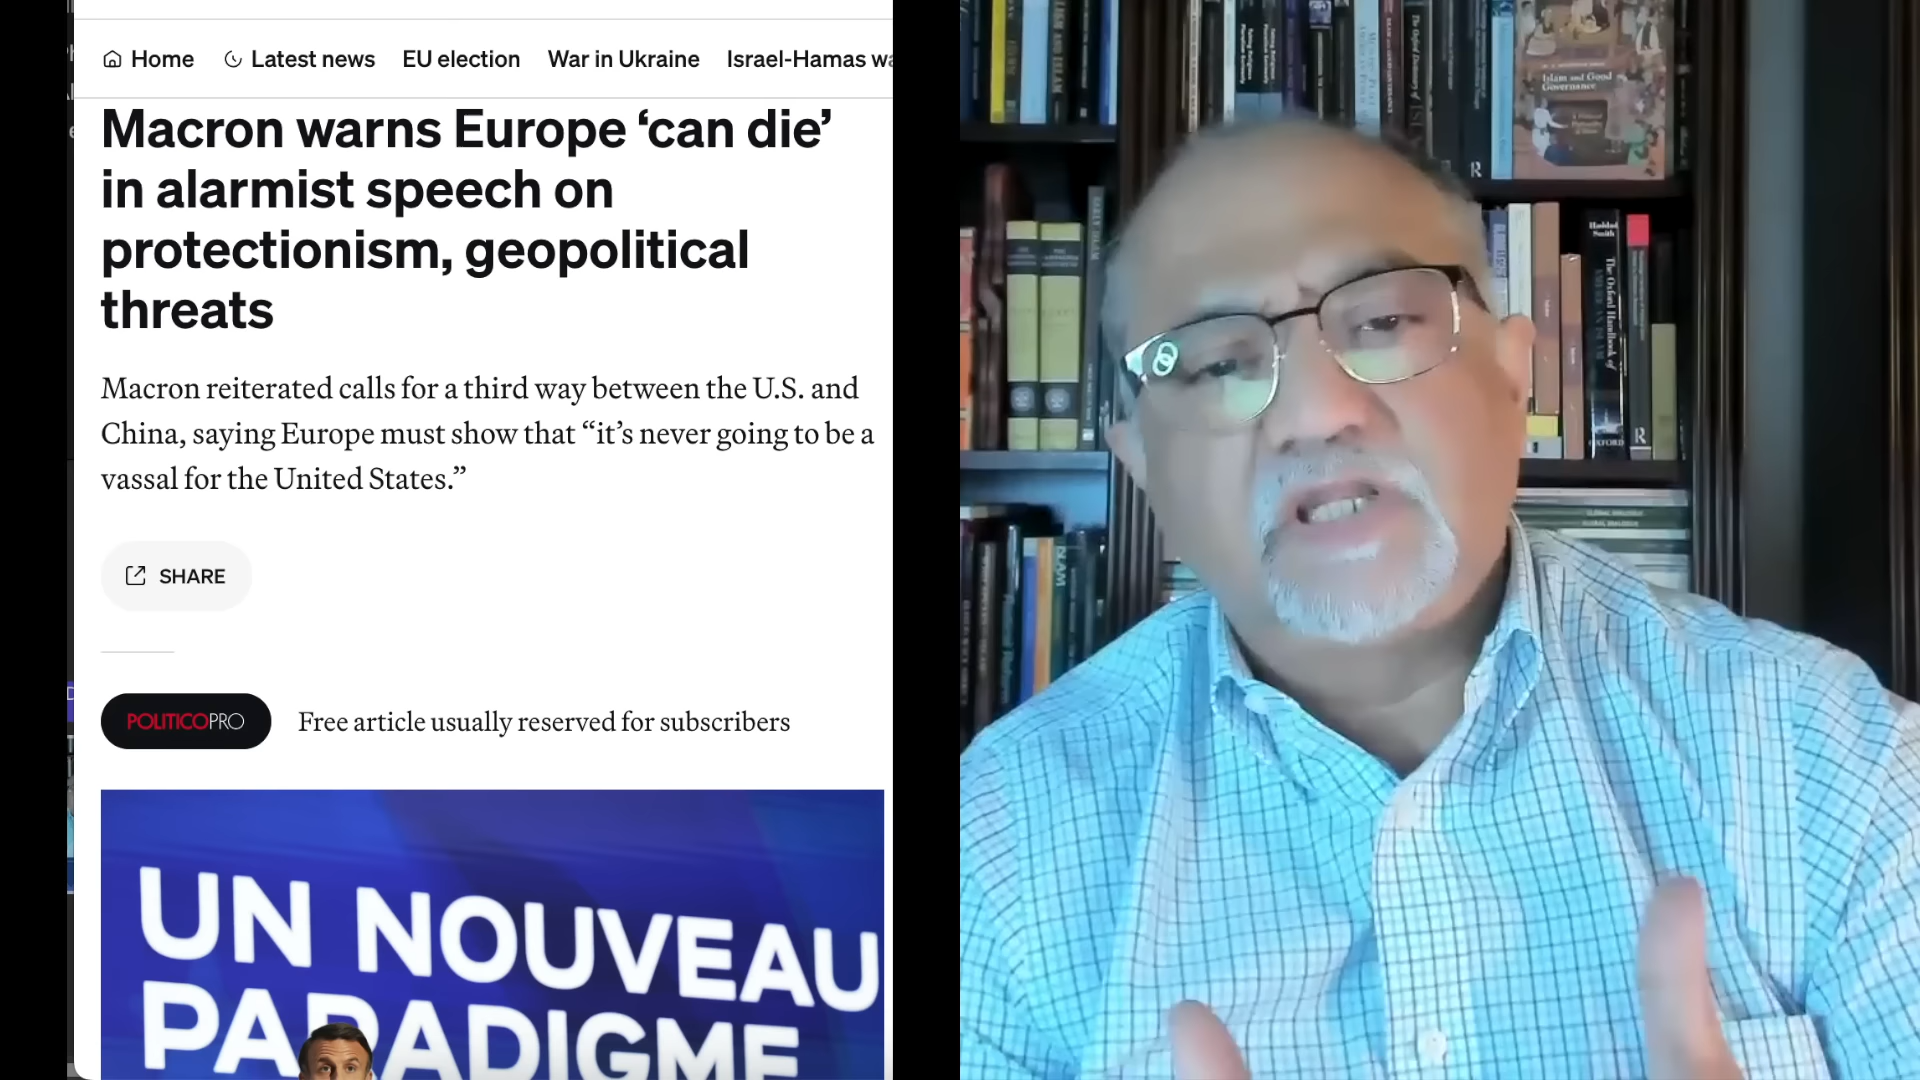 Home Latest news EU election War in Ukraine Israel-Hamas wa
Macron warns Europe ‘can die’
in alarmist speech on
protectionism, geopolitical
threats
Macron reiterated calls for a third way between the U.S. and
China, saying Europe must show that “it’s never going to be a
vassal for the United States.”
SHARE
POLITICOPRO Free article usually reserved for subscribers
UN NOUVEAU
PARADIGME
Islam and Good
Governance
R
Haddad
Smith
The Oxford Handbook of
OXFORD
R
ISLAM